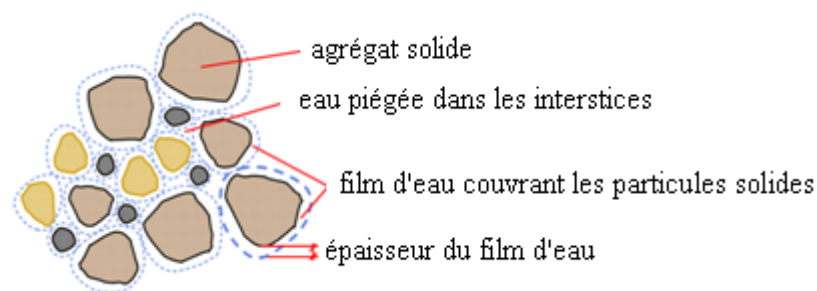 agrégat solide
eau piégée dans les interstices
film d'eau couvrant les particules solides
épaisseur du film d'eau